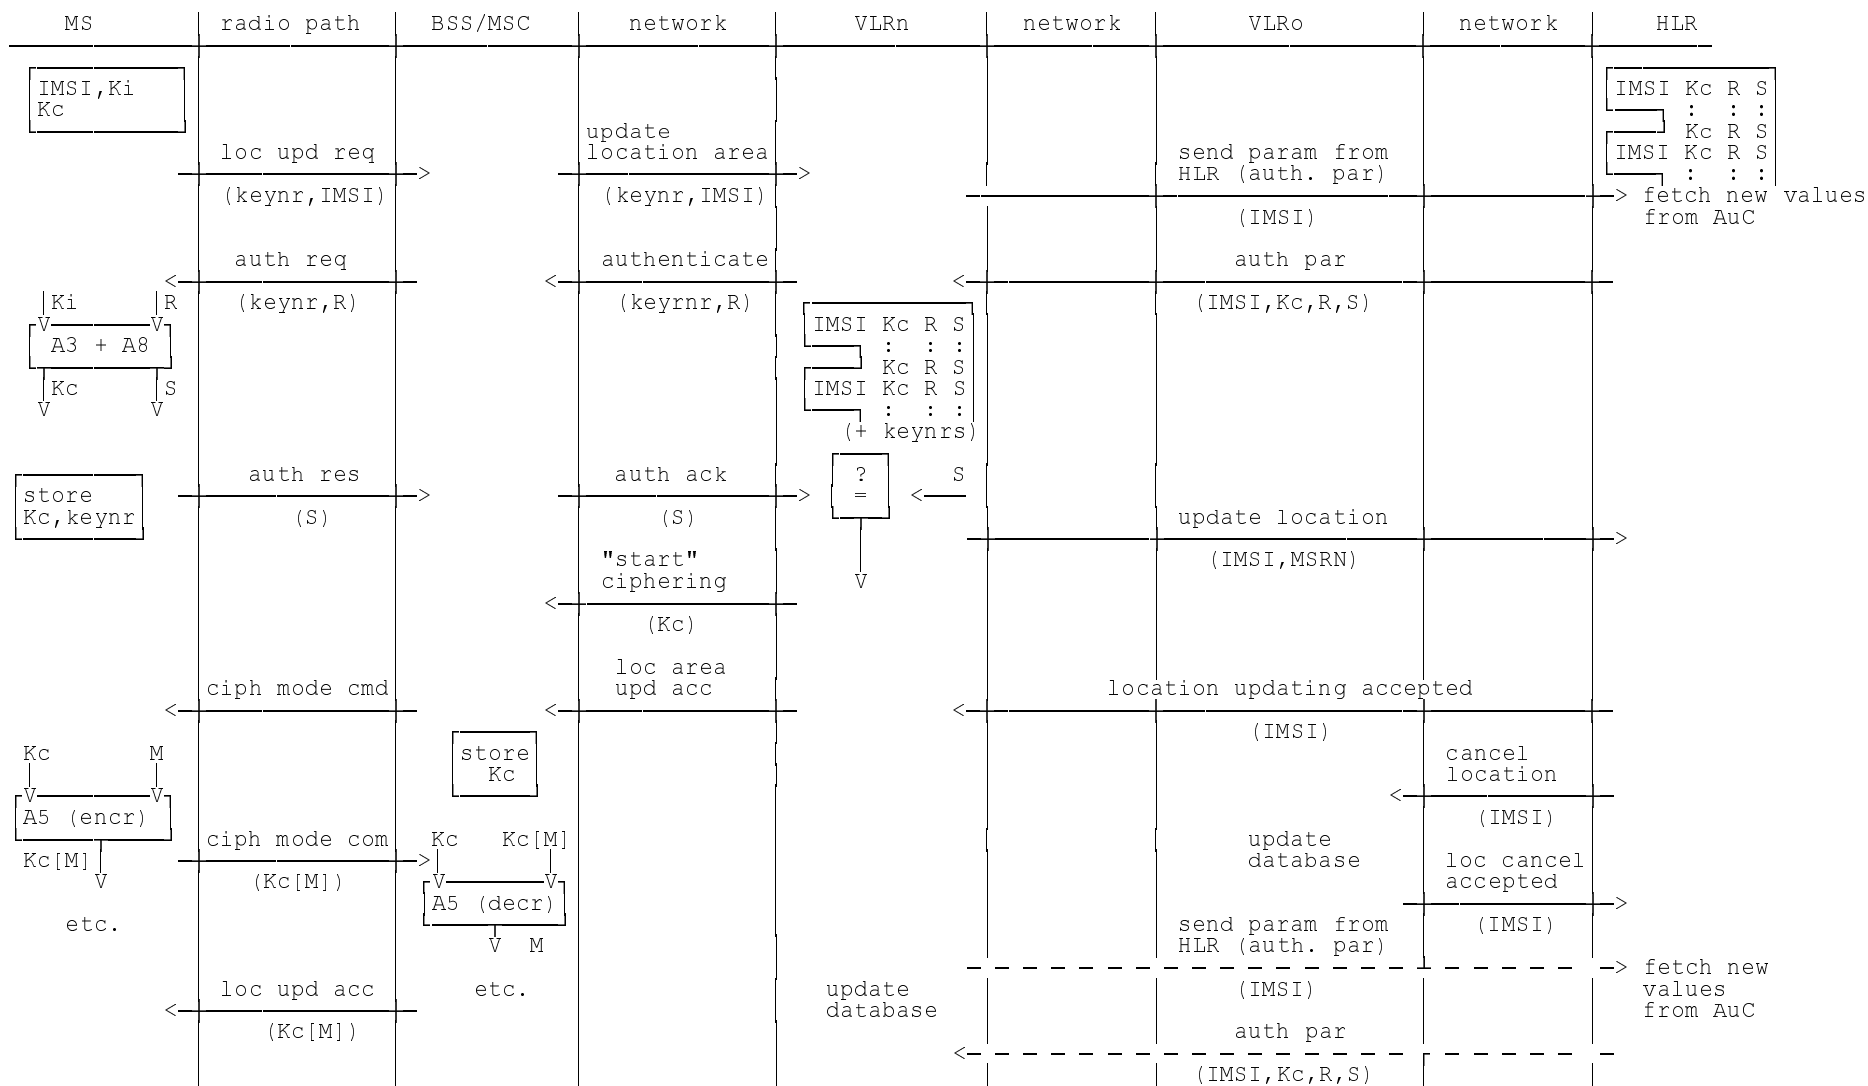 MS radio path BSS/MSC network VLRn network VLRo network HLR
IMSI,Ki IMSI Kc R S
Kc : : :
update Kc R S
loc upd req location area send param from IMSI Kc R S
> > HLR (auth. par) : : :
(keynr,IMSI) (keynr,IMSI) > fetch new values
(IMSI) from AuC
auth req authenticate auth par
< < <
|Ki |R (keynr,R) (keyrnr,R) (IMSI,Kc,R,S)
V V IMSI Kc R S
A3 + A8 : : :
Kc R S
|Kc |S IMSI Kc R S
V V : : :
(+ keynrs)
auth res auth ack ? S
store > > = <
Kc,keynr (S) (S) update location
>
"start" (IMSI,MSRN)
ciphering V
<
(Kc)
loc area
ciph mode cmd upd acc location updating accepted
< < <
store (IMSI)
Kc M Kc cancel
location
V V <
A5 (encr) (IMSI)
ciph mode com Kc Kc[M] update
Kc[M] > database loc cancel
V (Kc[M]) V V accepted
A5 (decr) >
etc. send param from (IMSI)
V M HLR (auth. par)
> fetch new
loc upd acc etc. update (IMSI) values
< database from AuC
(Kc[M]) auth par
<
(IMSI,Kc,R,S)